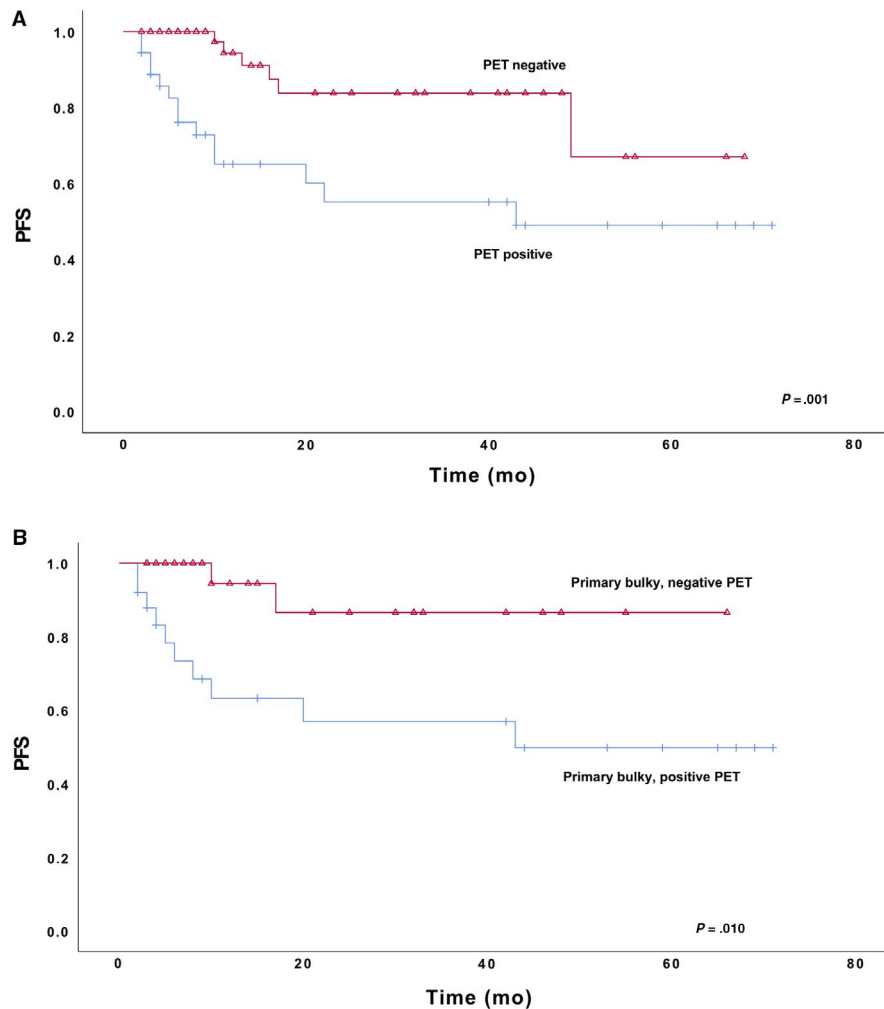 A
1.0
0.8
0.6
0.4
0.2
0.0
PFS
PET negative
PET positive
P = .001
0 20 40 60 80
Time (mo)
B
1.0
0.8
0.6
0.4
0.2
0.0
PFS
Primary bulky, negative PET
Primary bulky, positive PET
P = .010
0 20 40 60 80
Time (mo)